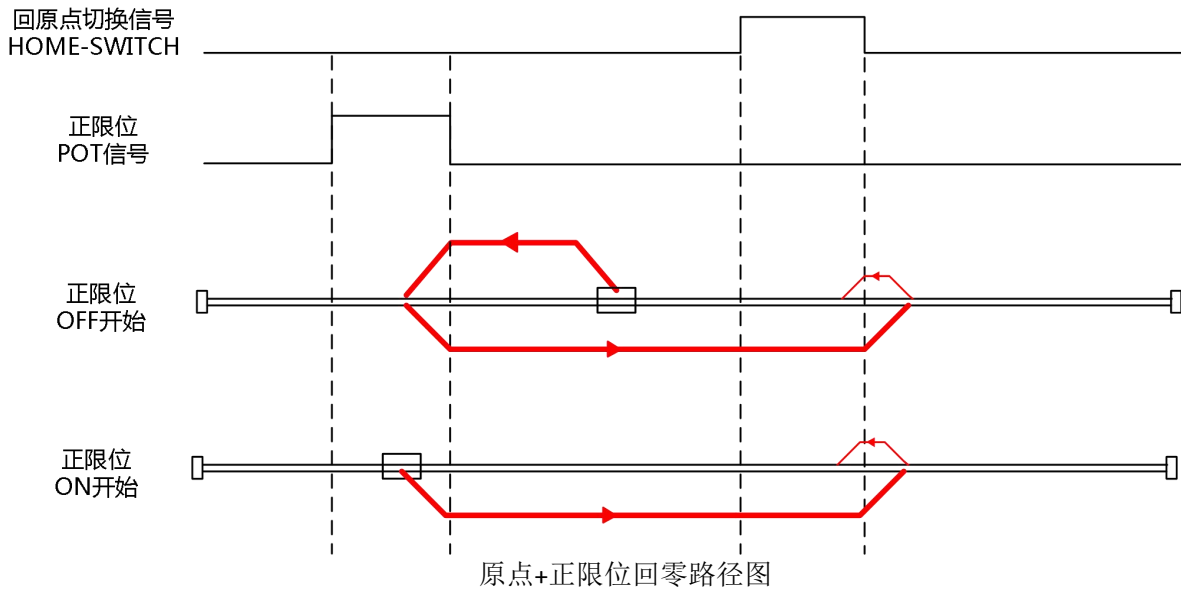 回原点切换信号
HOME-SWITCH
正限位
POT信号
正限位
OFF开始
正限位
ON开始
原点+正限位回零路径图